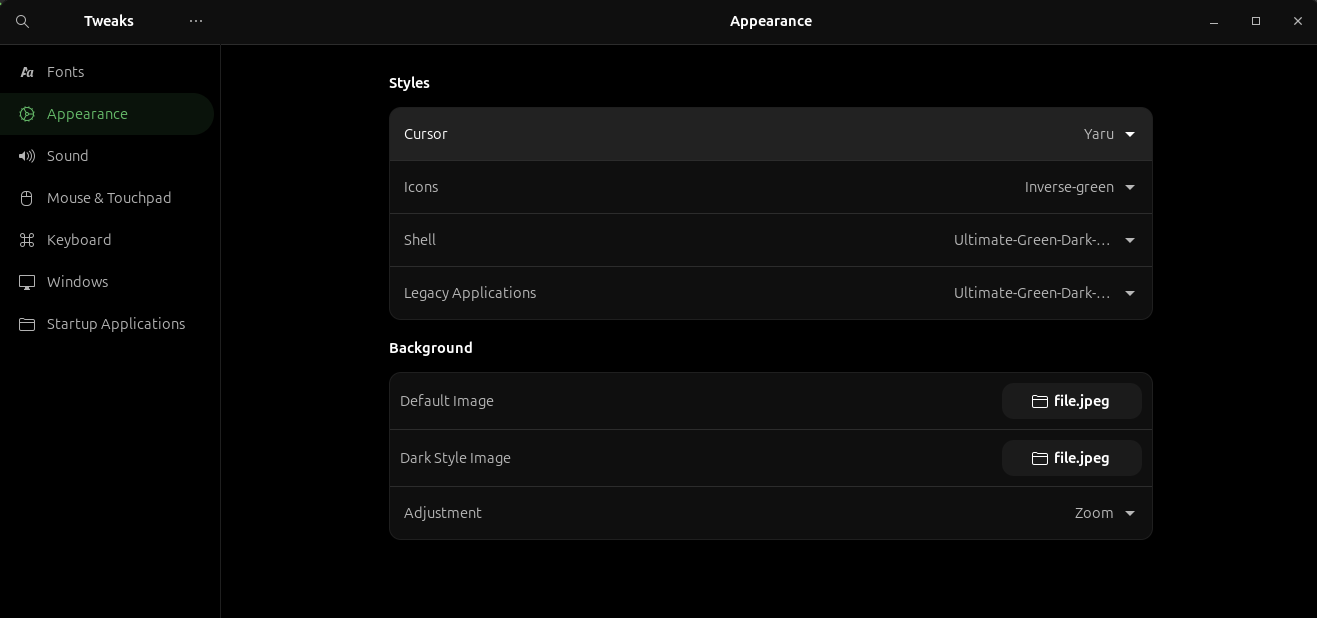 Tweaks
Appearance
Fonts
Appearance
Sound
Mouse & Touchpad
Keyboard
Windows
Startup Applications
Styles
Cursor Yaru
Icons Inverse-green
Shell Ultimate-Green-Dark-…
Legacy Applications Ultimate-Green-Dark-…
Background
Default Image file.jpeg
Dark Style Image file.jpeg
Adjustment Zoom